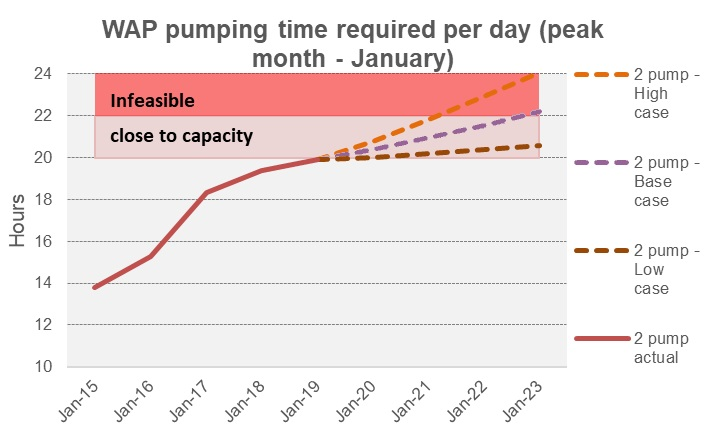 WAP pumping time required per day (peak
month - January)
24
22
20
18
16
14
12
10
Hours
Infeasible
close to capacity
Jan-15
Jan-16
Jan-17
Jan-18
Jan-19
Jan-20
Jan-21
Jan-22
Jan-23
2 pump -
High
case
2 pump -
Base
case
2 pump -
Low
case
2 pump
actual